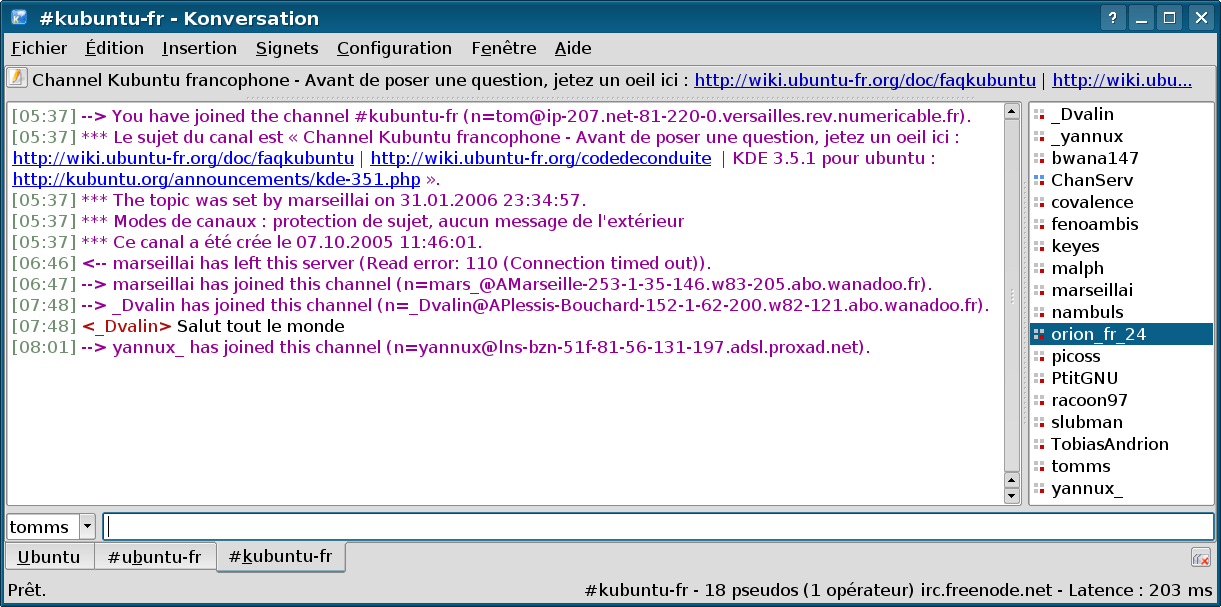 #kubuntu-fr - Konversation
Fichier Édition Insertion Signets Configuration Fenêtre Aide
Channel Kubuntu francophone - Avant de poser une question, jetez un oeil ici : http://wiki.ubuntu-fr.org/doc/faqkubuntu | http://wiki.ubu...
[05:37] --> You have joined the channel #kubuntu-fr (n=tom@ip-207.net-81-220-0.versailles.rev.numericable.fr).
[05:37] *** Le sujet du canal est « Channel Kubuntu francophone - Avant de poser une question, jetez un oeil ici :
http://wiki.ubuntu-fr.org/doc/faqkubuntu | http://wiki.ubuntu-fr.org/codedeconduite | KDE 3.5.1 pour ubuntu :
http://kubuntu.org/announcements/kde-351.php ».
[05:37] *** The topic was set by marseillai on 31.01.2006 23:34:57.
[05:37] *** Modes de canaux : protection de sujet, aucun message de l'extérieur
[05:37] *** Ce canal a été crée le 07.10.2005 11:46:01.
[06:46] <-- marseillai has left this server (Read error: 110 (Connection timed out)).
[06:47] --> marseillai has joined this channel (n=mars_@AMarseille-253-1-35-146.w83-205.abo.wanadoo.fr).
[07:48] --> _Dvalin has joined this channel (n=_Dvalin@APlessis-Bouchard-152-1-62-200.w82-121.abo.wanadoo.fr).
[07:48] <_Dvalin> Salut tout le monde
[08:01] --> yannux_ has joined this channel (n=yannux@lns-bzn-51f-81-56-131-197.adsl.proxad.net).
_Dvalin
_yannux
bwana147
ChanServ
covalence
fenoambis
keyes
malph
marseillai
nambuls
orion_fr_24
picoss
PtitGNU
racoon97
slubman
TobiasAndrion
tomms
yannux_
tomms
Ubuntu #ubuntu-fr #kubuntu-fr
Prêt. #kubuntu-fr - 18 pseudos (1 opérateur) irc.freenode.net - Latence : 203 ms